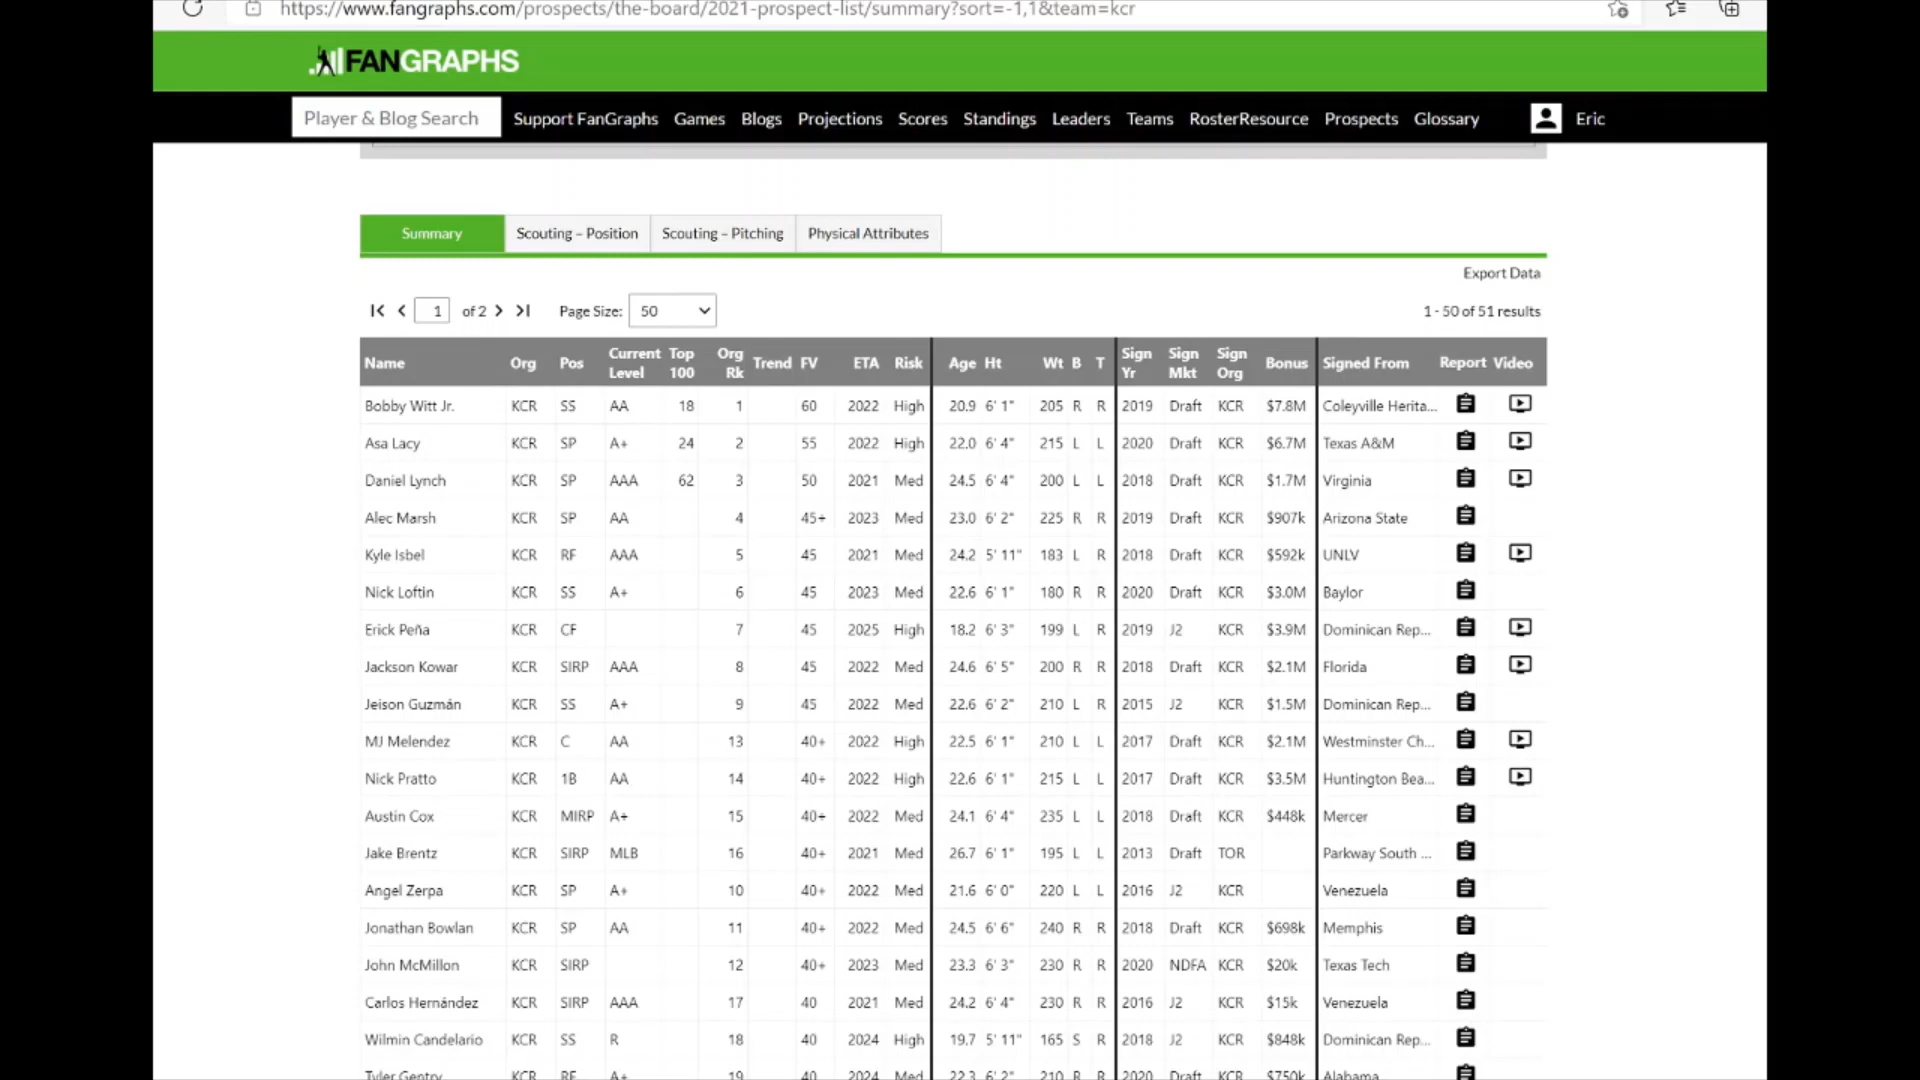 https://www.fangraphs.com/prospects/the-board/2021-prospect-list/summary?sort=-1,1&team=kcr
FANGRAPHS
Player & Blog Search Support FanGraphs Games Blogs Projections Scores Standings Leaders Teams RosterResource Prospects Glossary Eric
Summary Scouting – Position Scouting – Pitching Physical Attributes
Export Data
1 of 2 Page Size: 50 1 - 50 of 51 results
Name Org Pos Current Level Top 100 Org Rk Trend FV ETA Risk Age Ht Wt B T Sign Yr Sign Mkt Sign Org Bonus Signed From Report Video
Bobby Witt Jr. KCR SS AA 18 1 60 2022 High 20.9 6' 1" 205 R R 2019 Draft KCR $7.8M Coleyville Herita...
Asa Lacy KCR SP A+ 24 2 55 2022 High 22.0 6' 4" 215 L L 2020 Draft KCR $6.7M Texas A&M
Daniel Lynch KCR SP AAA 62 3 50 2021 Med 24.5 6' 4" 200 L L 2018 Draft KCR $1.7M Virginia
Alec Marsh KCR SP AA 4 45+ 2023 Med 23.0 6' 2" 225 R R 2019 Draft KCR $907k Arizona State
Kyle Isbel KCR RF AAA 5 45 2021 Med 24.2 5' 11" 183 L R 2018 Draft KCR $592k UNLV
Nick Loftin KCR SS A+ 6 45 2023 Med 22.6 6' 1" 180 R R 2020 Draft KCR $3.0M Baylor
Erick Peña KCR CF 7 45 2025 High 18.2 6' 3" 199 L R 2019 J2 KCR $3.9M Dominican Rep...
Jackson Kowar KCR SIRP AAA 8 45 2022 Med 24.6 6' 5" 200 R R 2018 Draft KCR $2.1M Florida
Jeison Guzmán KCR SS A+ 9 45 2022 Med 22.6 6' 2" 210 L R 2015 J2 KCR $1.5M Dominican Rep...
MJ Melendez KCR C AA 13 40+ 2022 High 22.5 6' 1" 210 L L 2017 Draft KCR $2.1M Westminster Ch...
Nick Pratto KCR 1B AA 14 40+ 2022 High 22.6 6' 1" 215 L L 2017 Draft KCR $3.5M Huntington Bea...
Austin Cox KCR MIRP A+ 15 40+ 2022 Med 24.1 6' 4" 235 L L 2018 Draft KCR $448k Mercer
Jake Brentz KCR SIRP MLB 16 40+ 2021 Med 26.7 6' 1" 195 L L 2013 Draft TOR Parkway South ...
Angel Zerpa KCR SP A+ 10 40+ 2022 Med 21.6 6' 0" 220 L L 2016 J2 KCR Venezuela
Jonathan Bowlan KCR SP AA 11 40+ 2022 Med 24.5 6' 6" 240 R R 2018 Draft KCR $698k Memphis
John McMillon KCR SIRP 12 40+ 2023 Med 23.3 6' 3" 230 R R 2020 NDFA KCR $20k Texas Tech
Carlos Hernández KCR SIRP AAA 17 40 2021 Med 24.2 6' 4" 230 R R 2016 J2 KCR $15k Venezuela
Wilmin Candelario KCR SS R 18 40 2024 High 19.7 5' 11" 165 S R 2018 J2 KCR $848k Dominican Rep...
Tyler Gentry KCR RF A+ 19 40 2024 Med 22.3 6' 2" 210 R R 2020 Draft KCR $750k Alabama